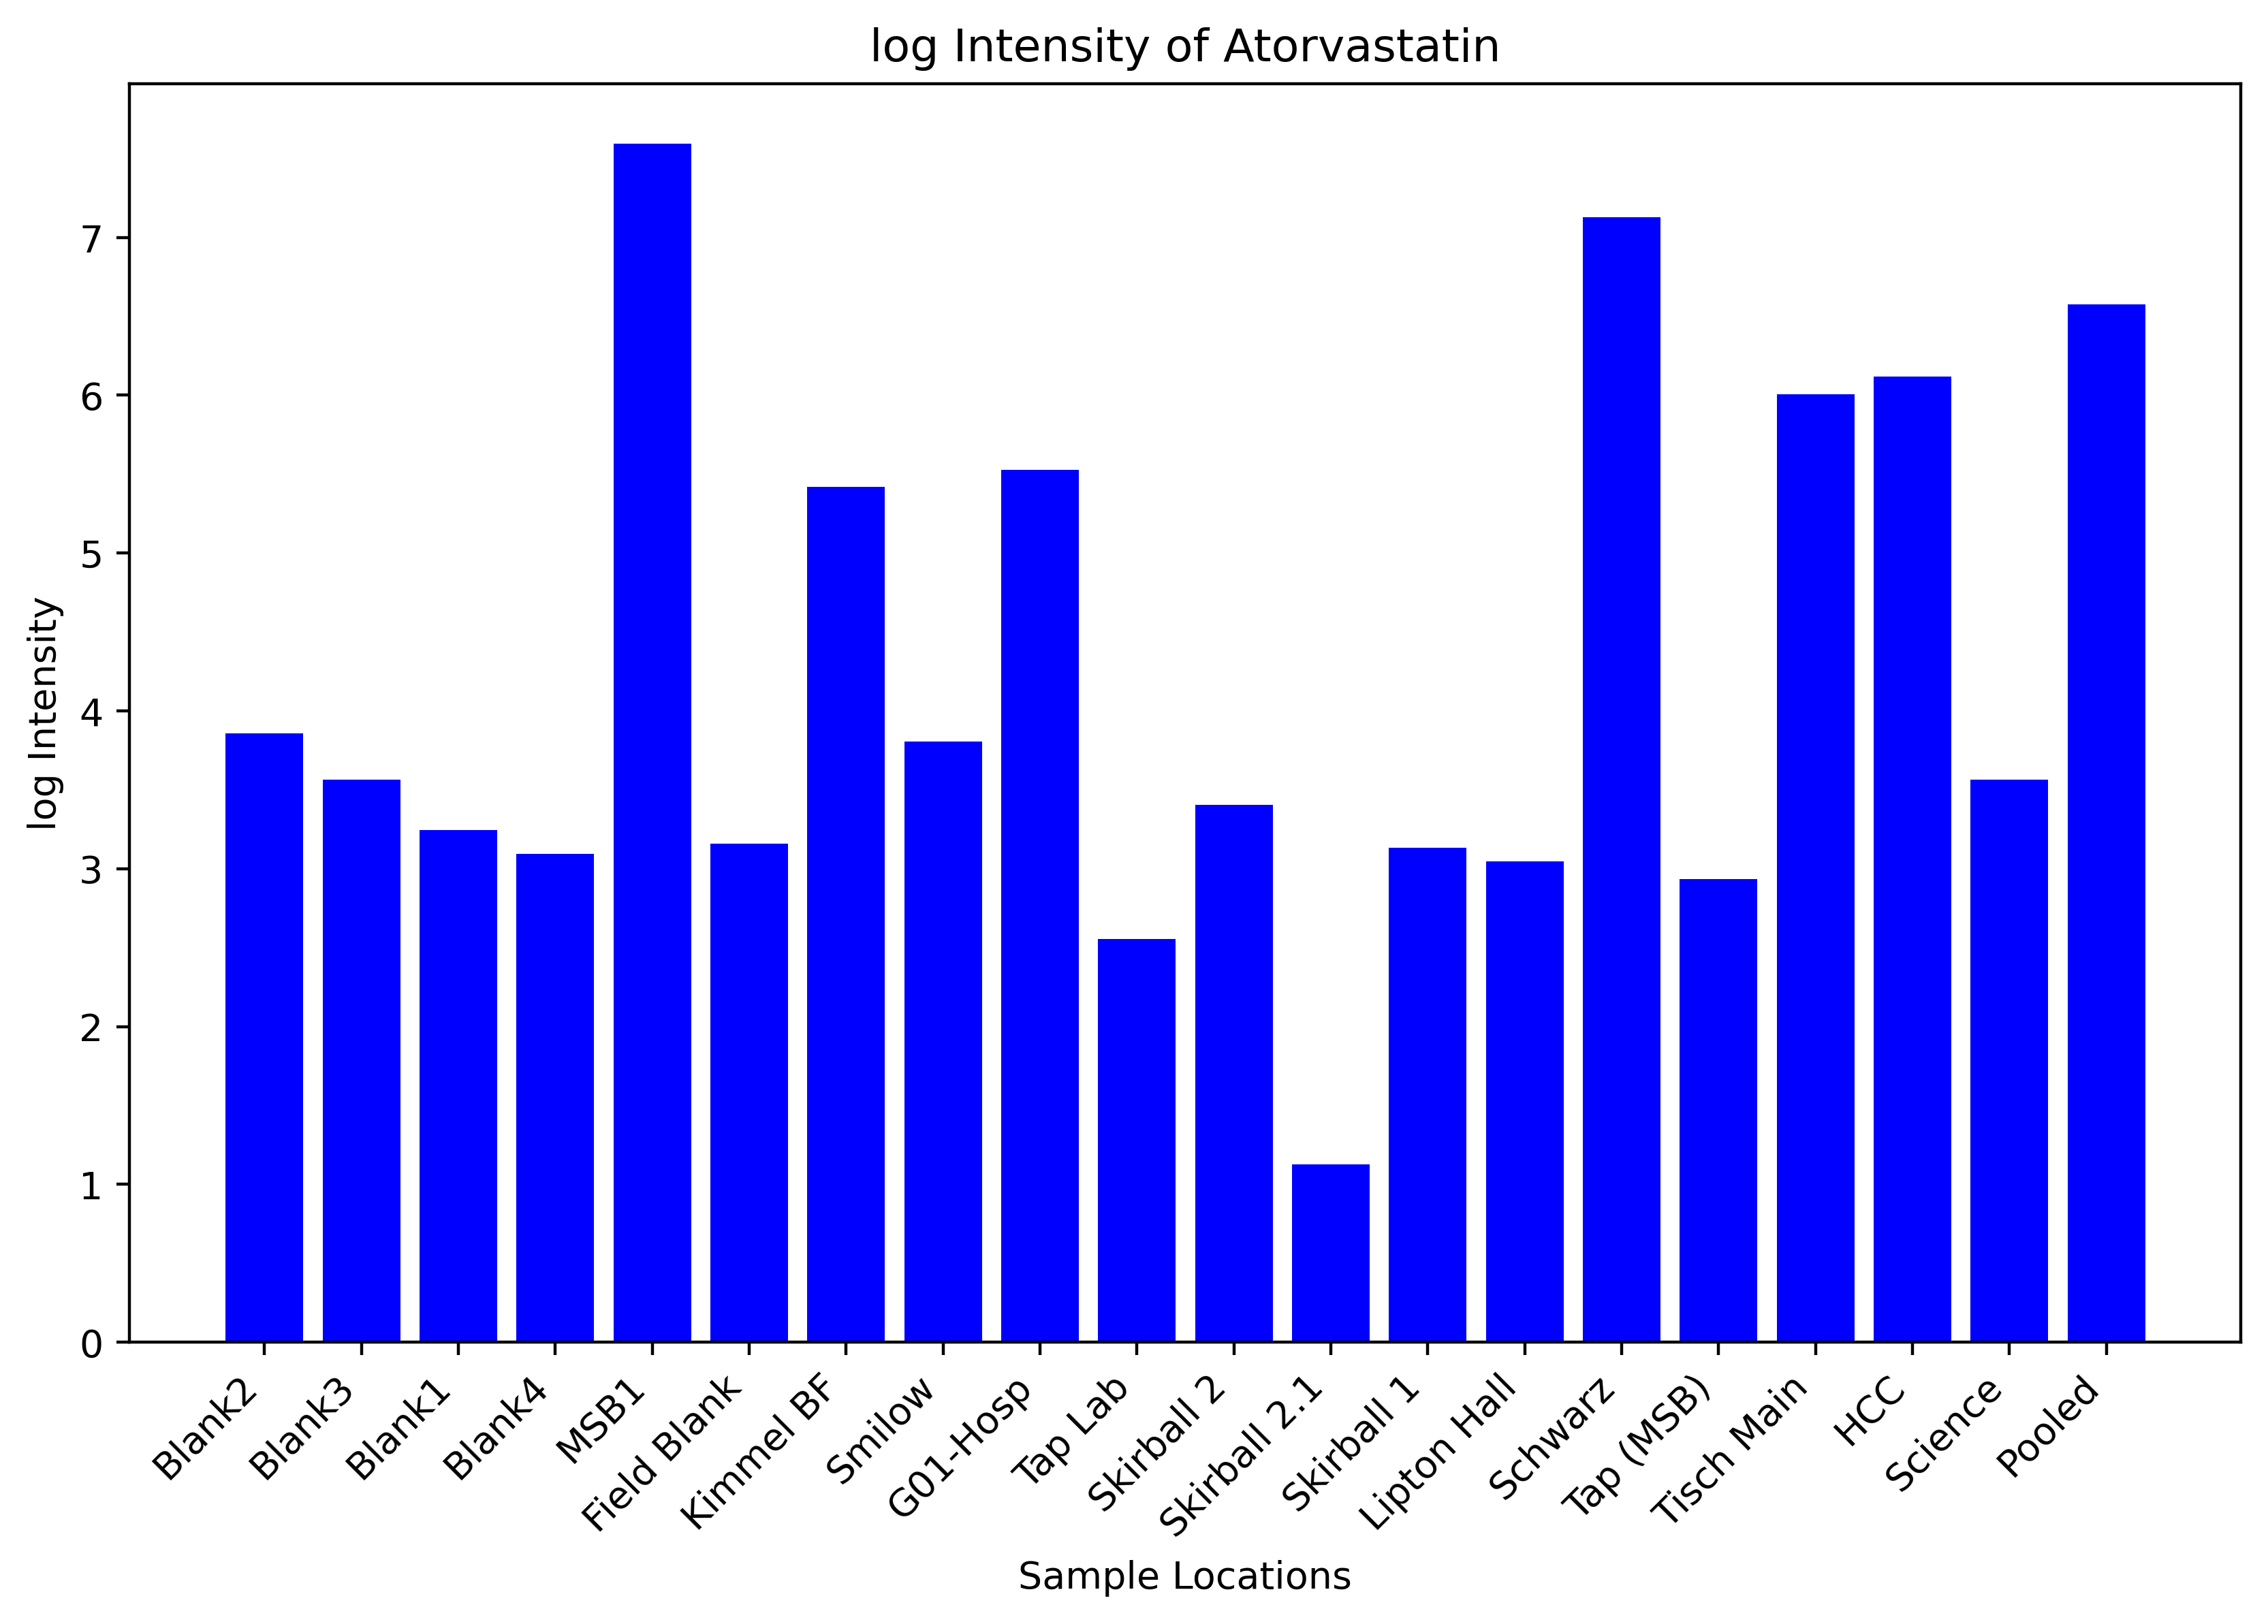 log Intensity of Atorvastatin
log Intensity
7
6
5
4
3
2
1
0
Blank2
Blank3
Blank1
Blank4
MSB1
Field Blank
Kimmel BF
Smilow
G01-Hosp
Tap Lab
Skirball 2
Skirball 2.1
Skirball 1
Lipton Hall
Schwarz
Tap (MSB)
Tisch Main
HCC
Science
Pooled
Sample Locations